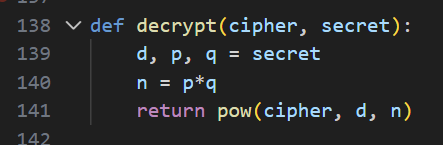 138 def decrypt(cipher, secret):
139 d, p, q = secret
140 n = p*q
141 return pow(cipher, d, n)
142